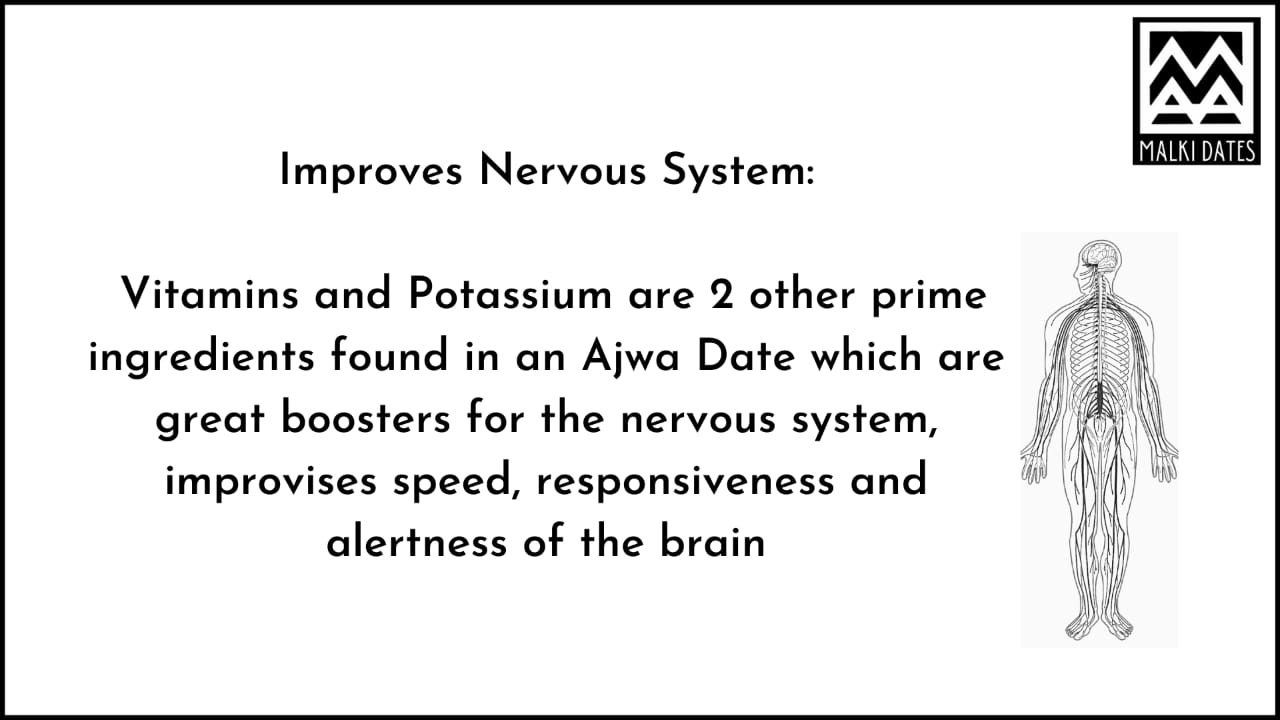 MALKI DATES
Improves Nervous System:
Vitamins and Potassium are 2 other prime
ingredients found in an Ajwa Date which are
great boosters for the nervous system,
improvises speed, responsiveness and
alertness of the brain